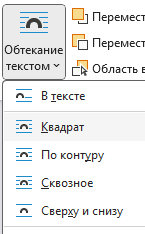 Обтекание
текстом
Перемест
Перемест
Область в
В тексте
Квадрат
По контуру
Сквозное
Сверху и снизу